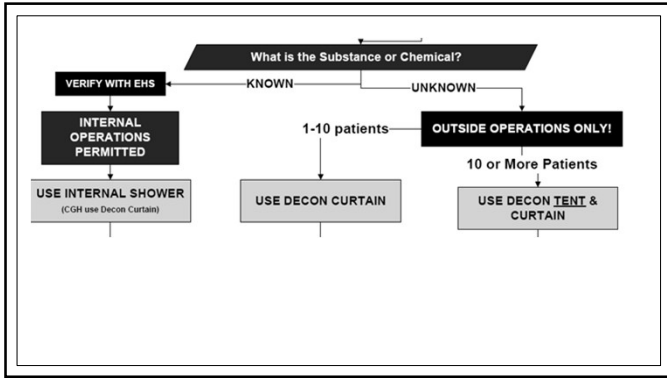 What is the Substance or Chemical?
VERIFY WITH EHS
KNOWN
UNKNOWN
INTERNAL
OPERATIONS
PERMITTED
1-10 patients
OUTSIDE OPERATIONS ONLY!
10 or More Patients
USE INTERNAL SHOWER
(CGH use Decon Curtain)
USE DECON CURTAIN
USE DECON TENT &
CURTAIN